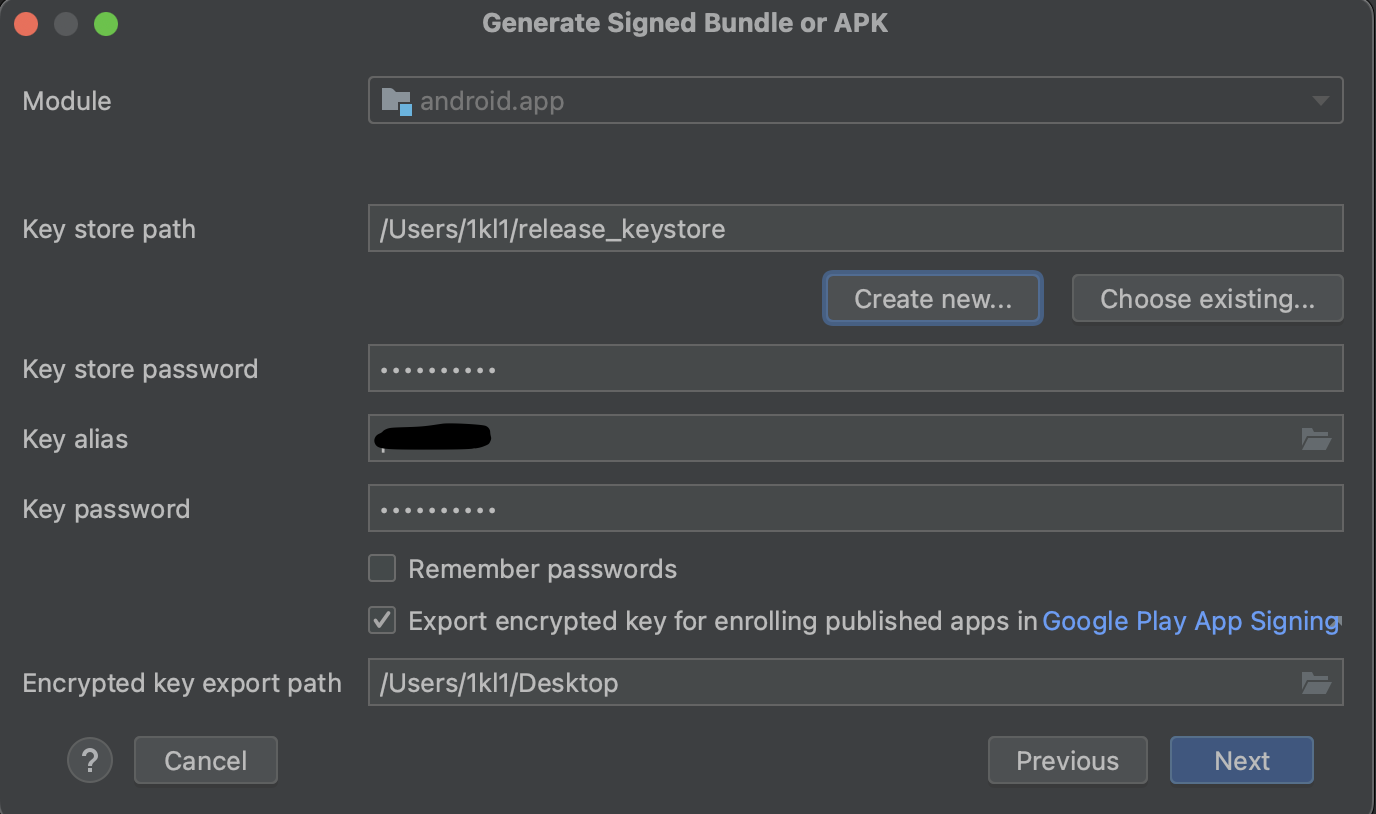 Generate Signed Bundle or APK
Module
android.app
Key store path
/Users/1kl1/release_keystore
Create new...
Choose existing...
Key store password
••••••••••
Key alias
Key password
••••••••••
Remember passwords
Export encrypted key for enrolling published apps in Google Play App Signing
Encrypted key export path
/Users/1kl1/Desktop
?
Cancel
Previous
Next